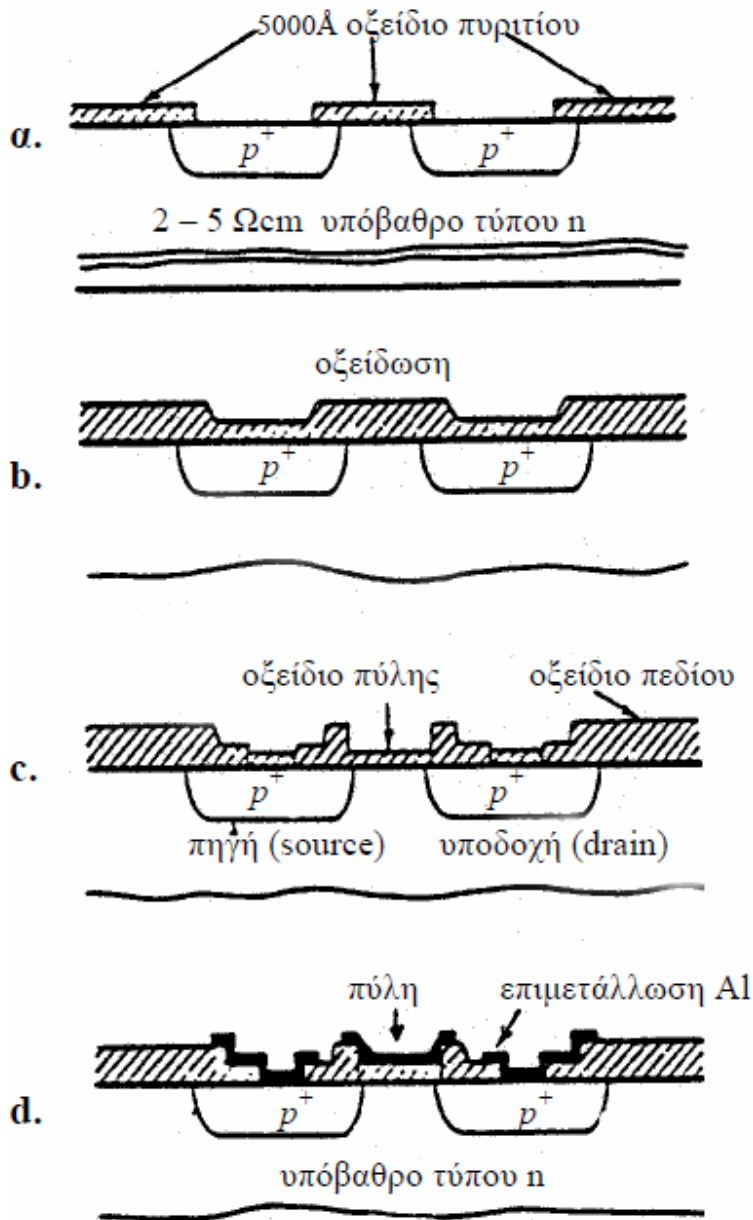 5000Å οξείδιο πυριτίου
α.
p+ p+
2 – 5 Ωcm υπόβαθρο τύπου n
οξείδωση
b.
p+ p+
οξείδιο πύλης οξείδιο πεδίου
c.
p+ p+
πηγή (source) υποδοχή (drain)
πύλη επιμετάλλωση Al
d.
p+ p+
υπόβαθρο τύπου n